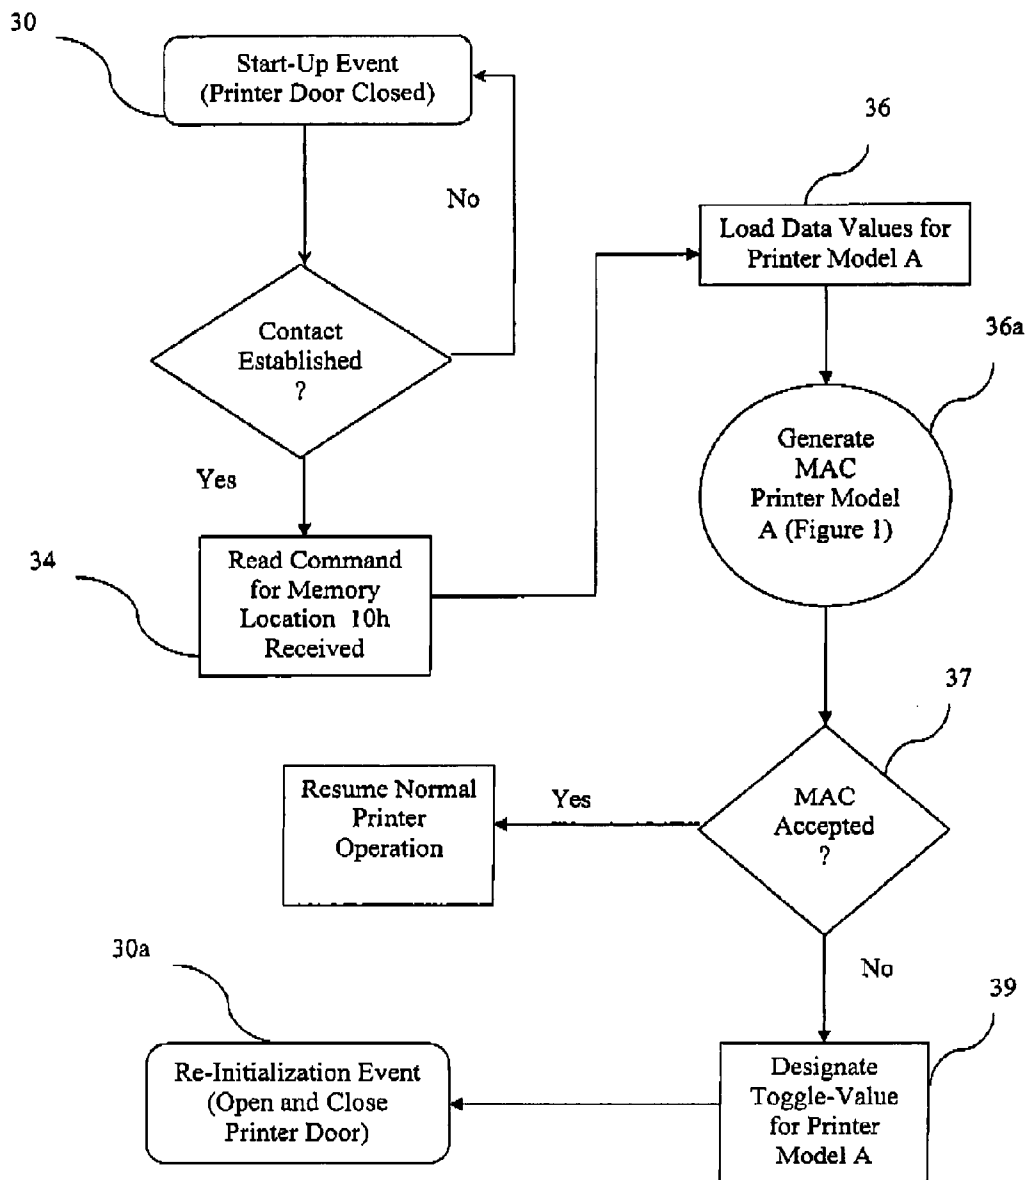 30
Start-Up Event
(Printer Door Closed)
No
Contact
Established
?
Yes
34
Read Command
for Memory
Location 10h
Received
36
Load Data Values for
Printer Model A
36a
Generate
MAC
Printer Model
A (Figure 1)
37
MAC
Accepted
?
Yes
Resume Normal
Printer
Operation
No
39
Designate
Toggle-Value
for Printer
Model A
30a
Re-Initialization Event
(Open and Close
Printer Door)